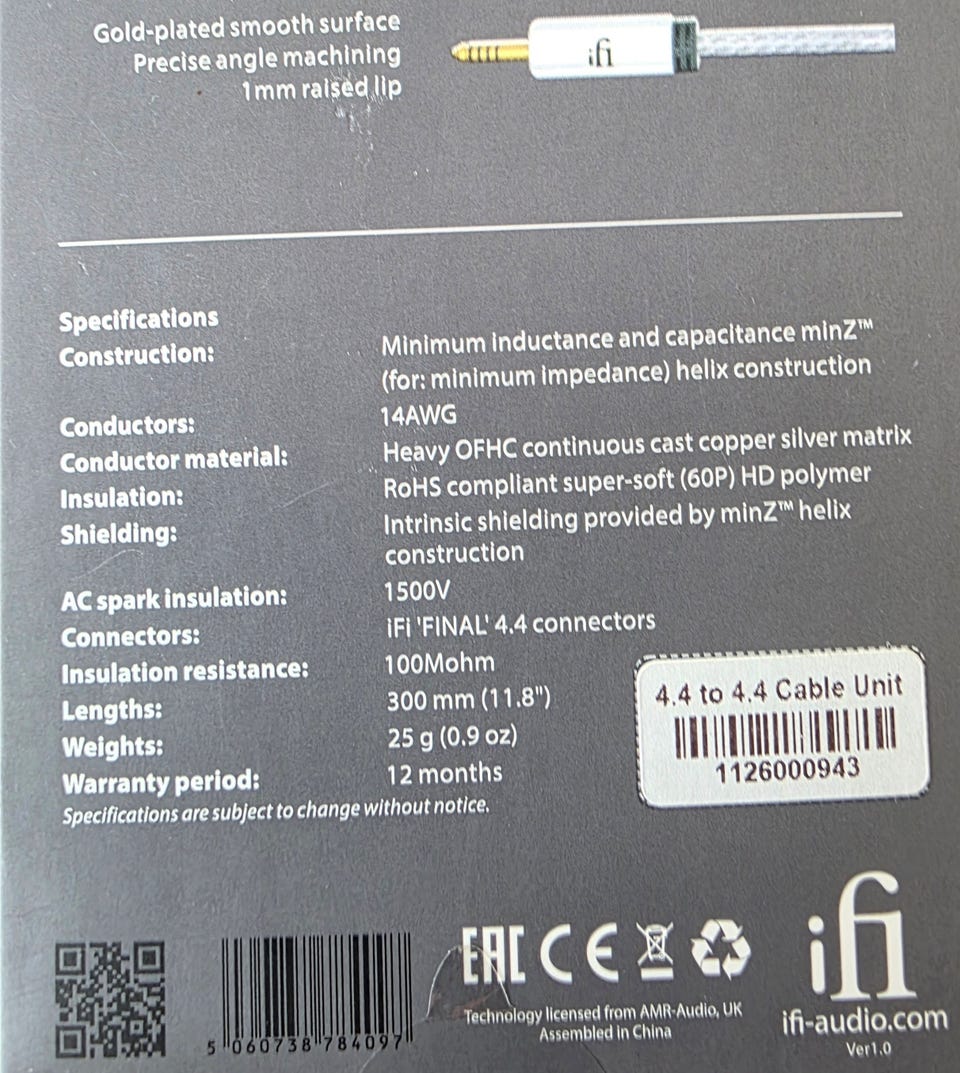 Gold-plated smooth surface
Precise angle machining
1mm raised lip
ifi
Specifications
Construction: Minimum inductance and capacitance minZ™
(for: minimum impedance) helix construction
Conductors: 14AWG
Conductor material: Heavy OFHC continuous cast copper silver matrix
Insulation: RoHS compliant super-soft (60P) HD polymer
Shielding: Intrinsic shielding provided by minZ™ helix
construction
AC spark insulation: 1500V
Connectors: iFi 'FINAL' 4.4 connectors
Insulation resistance: 100Mohm
Lengths: 300 mm (11.8")
Weights: 25 g (0.9 oz)
Warranty period: 12 months
Specifications are subject to change without notice.
4.4 to 4.4 Cable Unit
1126000943
EAC CE
Technology licensed from AMR-Audio, UK
Assembled in China
5 060738 784097
ifi
ifi-audio.com
Ver1.0